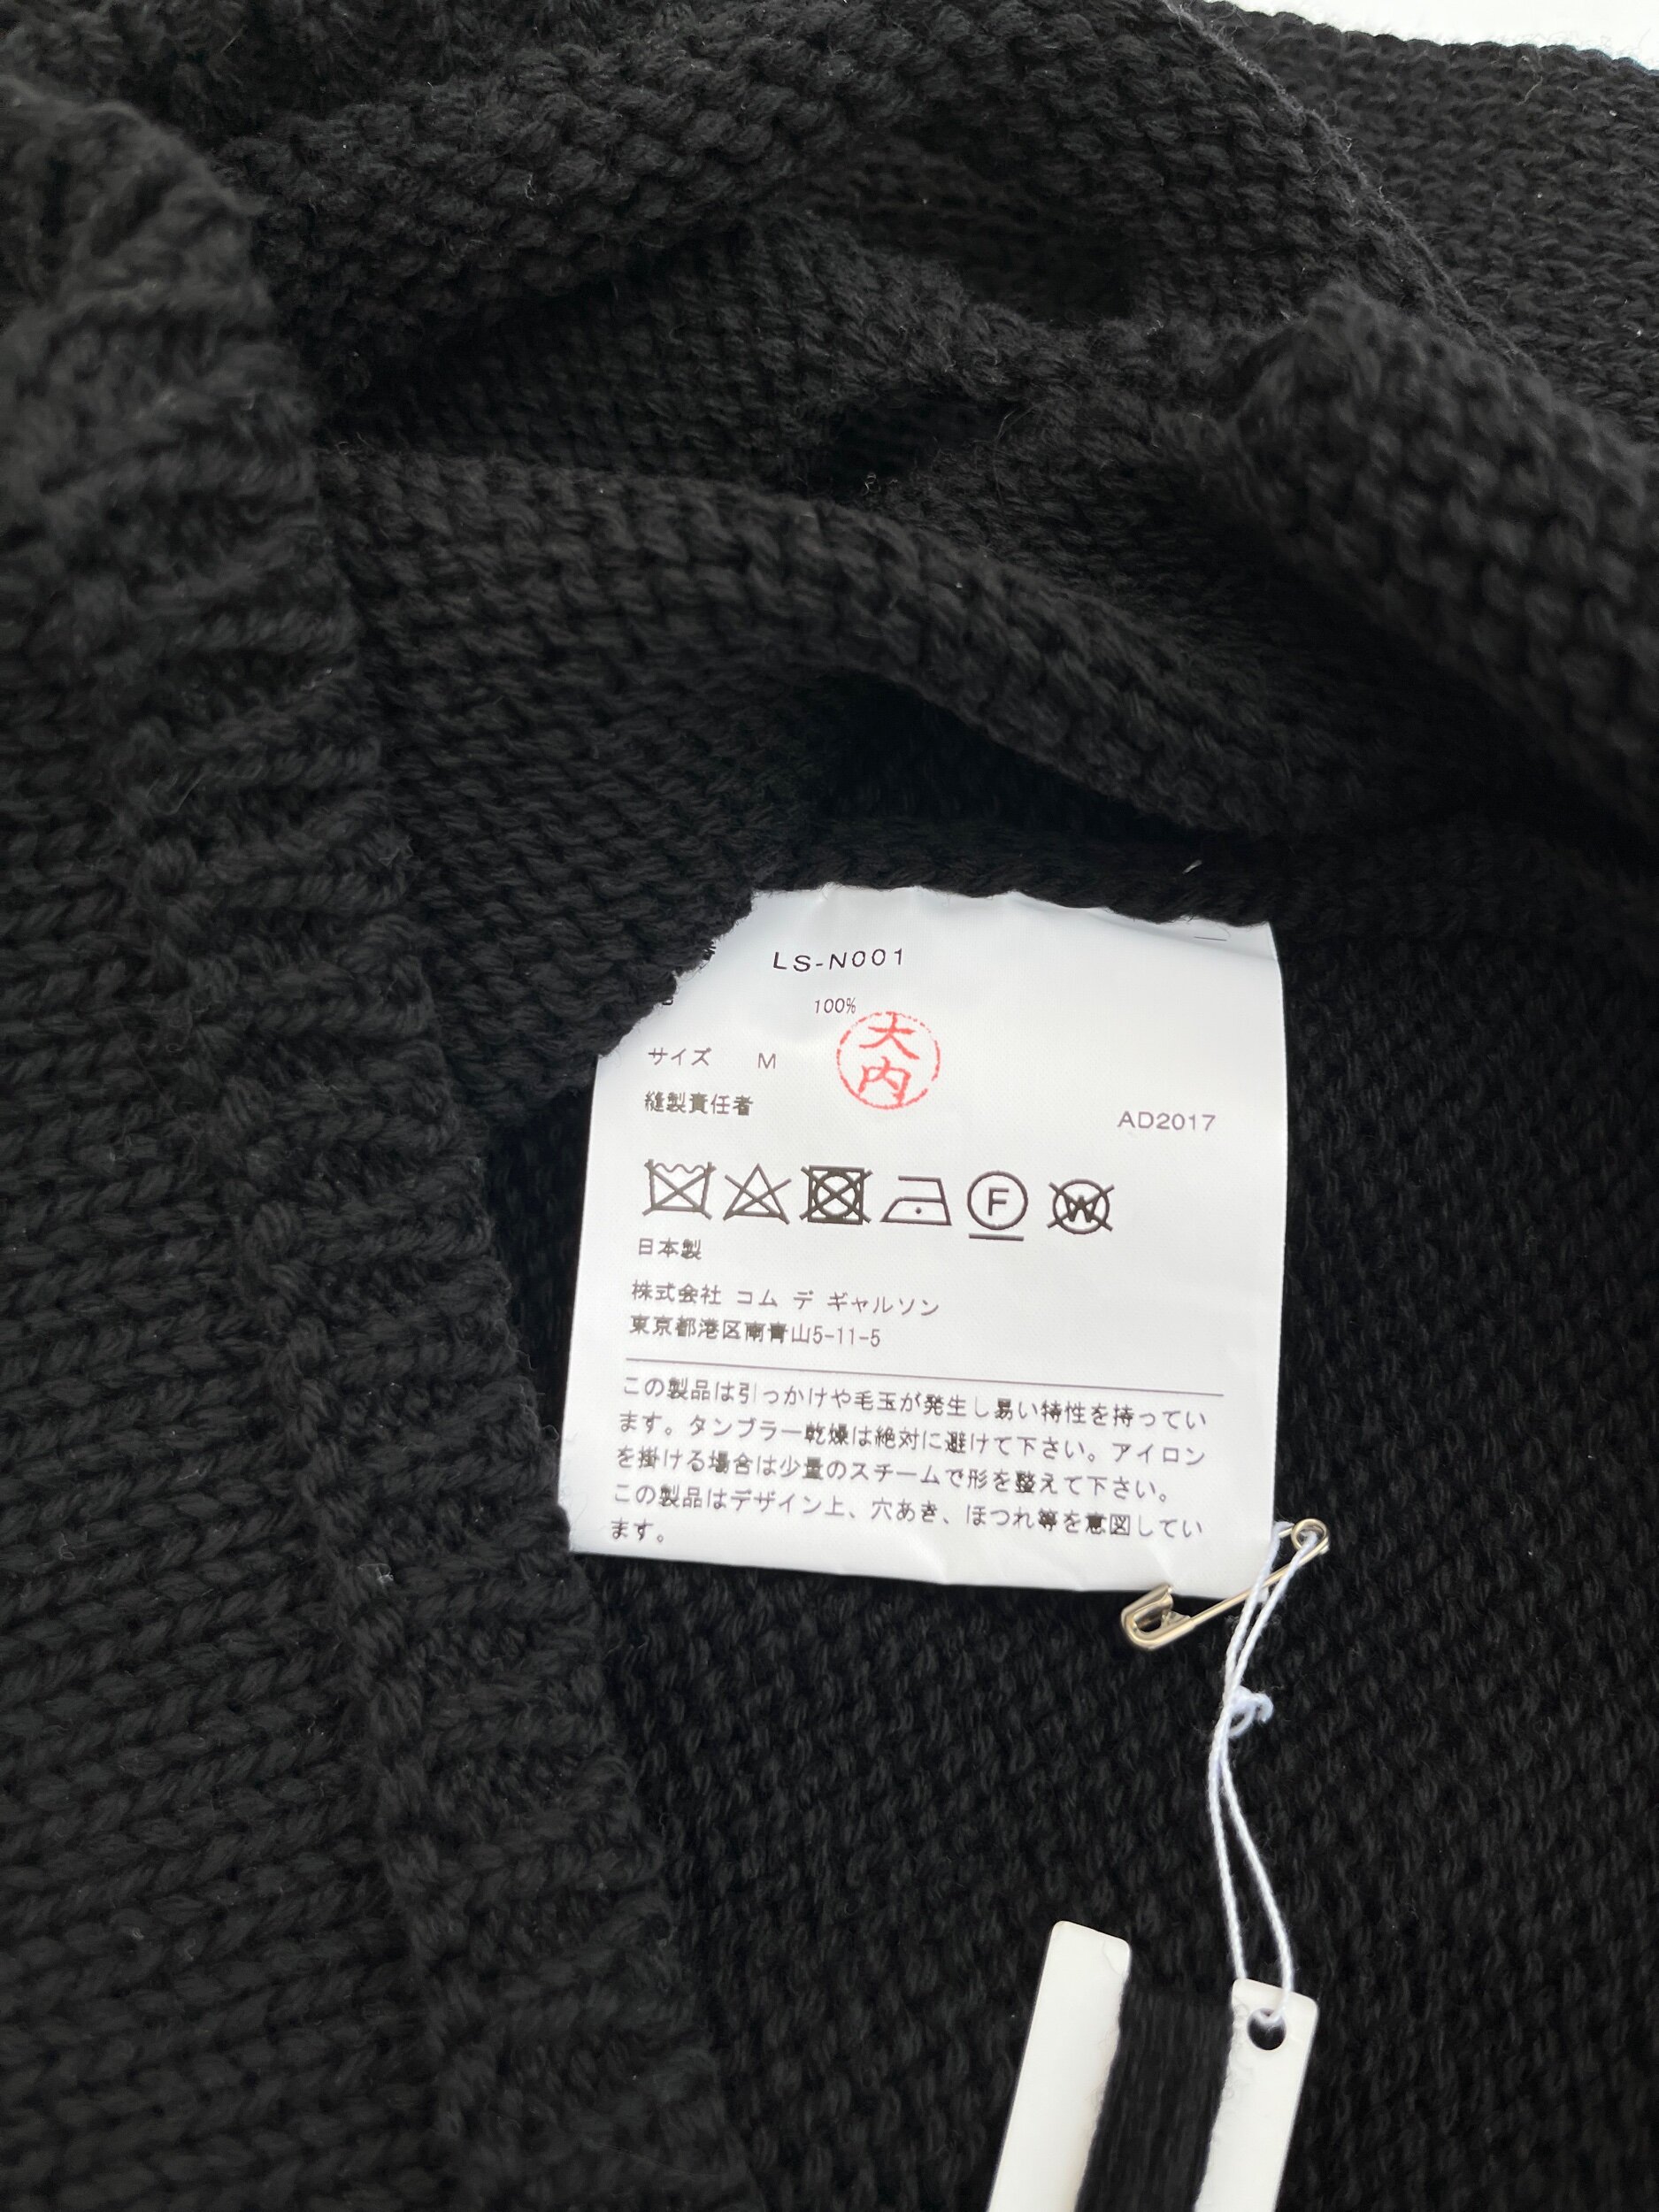 LS-N001
100%
大内
サイズ M
縫製責任者
AD2017
F
W
日本製
株式会社 コム デ ギャルソン
東京都港区南青山5-11-5
この製品は引っかけや毛玉が発生し易い特性を持ってい
ます。タンブラー乾燥は絶対に避けて下さい。アイロン
を掛ける場合は少量のスチームで形を整えて下さい。
この製品はデザイン上、穴あき、ほつれ等を意図してい
ます。